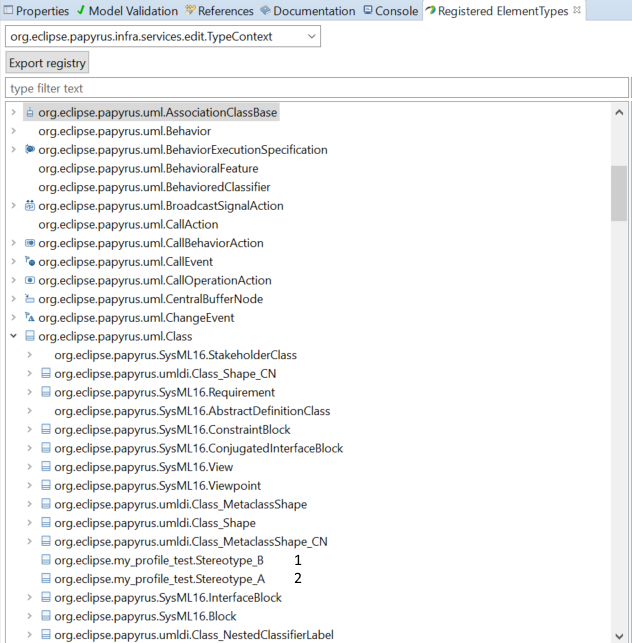 Properties Model Validation References Documentation Console Registered ElementTypes
org.eclipse.papyrus.infra.services.edit.TypeContext
Export registry
type filter text
org.eclipse.papyrus.uml.AssociationClassBase
org.eclipse.papyrus.uml.Behavior
org.eclipse.papyrus.uml.BehaviorExecutionSpecification
org.eclipse.papyrus.uml.BehavioralFeature
org.eclipse.papyrus.uml.BehavioredClassifier
org.eclipse.papyrus.uml.BroadcastSignalAction
org.eclipse.papyrus.uml.CallAction
org.eclipse.papyrus.uml.CallBehaviorAction
org.eclipse.papyrus.uml.CallEvent
org.eclipse.papyrus.uml.CallOperationAction
org.eclipse.papyrus.uml.CentralBufferNode
org.eclipse.papyrus.uml.ChangeEvent
org.eclipse.papyrus.uml.Class
org.eclipse.papyrus.SysML16.StakeholderClass
org.eclipse.papyrus.umldi.Class_Shape_CN
org.eclipse.papyrus.SysML16.Requirement
org.eclipse.papyrus.SysML16.AbstractDefinitionClass
org.eclipse.papyrus.SysML16.ConstraintBlock
org.eclipse.papyrus.SysML16.ConjugatedInterfaceBlock
org.eclipse.papyrus.SysML16.View
org.eclipse.papyrus.SysML16.Viewpoint
org.eclipse.papyrus.umldi.Class_MetaclassShape
org.eclipse.papyrus.umldi.Class_Shape
org.eclipse.papyrus.umldi.Class_MetaclassShape_CN
org.eclipse.my_profile_test.Stereotype_B 1
org.eclipse.my_profile_test.Stereotype_A 2
org.eclipse.papyrus.SysML16.InterfaceBlock
org.eclipse.papyrus.SysML16.Block
org.eclipse.papyrus.umldi.Class_NestedClassifierLabel